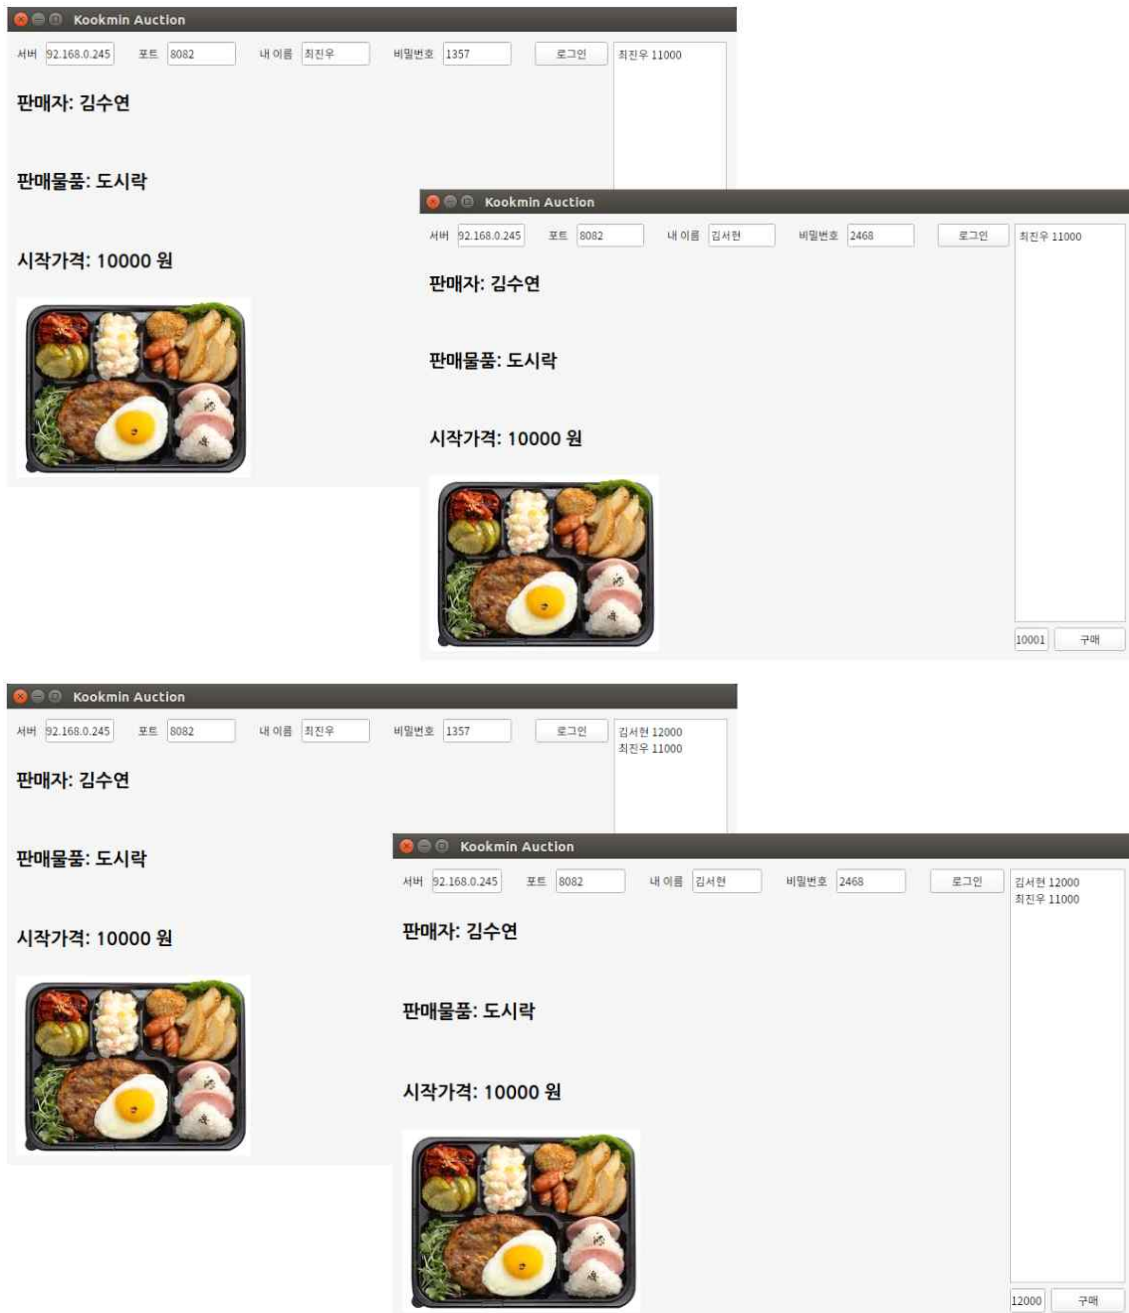 Kookmin Auction
서버 92.168.0.245 포트 8082 내 이름 최진우 비밀번호 1357 로그인 최진우 11000
판매자: 김수연
판매물품: 도시락
시작가격: 10000 원
Kookmin Auction
서버 92.168.0.245 포트 8082 내 이름 김서현 비밀번호 2468 로그인 최진우 11000
판매자: 김수연
판매물품: 도시락
시작가격: 10000 원
10001 구매
Kookmin Auction
서버 92.168.0.245 포트 8082 내 이름 최진우 비밀번호 1357 로그인 김서현 12000
최진우 11000
판매자: 김수연
판매물품: 도시락
시작가격: 10000 원
Kookmin Auction
서버 92.168.0.245 포트 8082 내 이름 김서현 비밀번호 2468 로그인 김서현 12000
최진우 11000
판매자: 김수연
판매물품: 도시락
시작가격: 10000 원
12000 구매